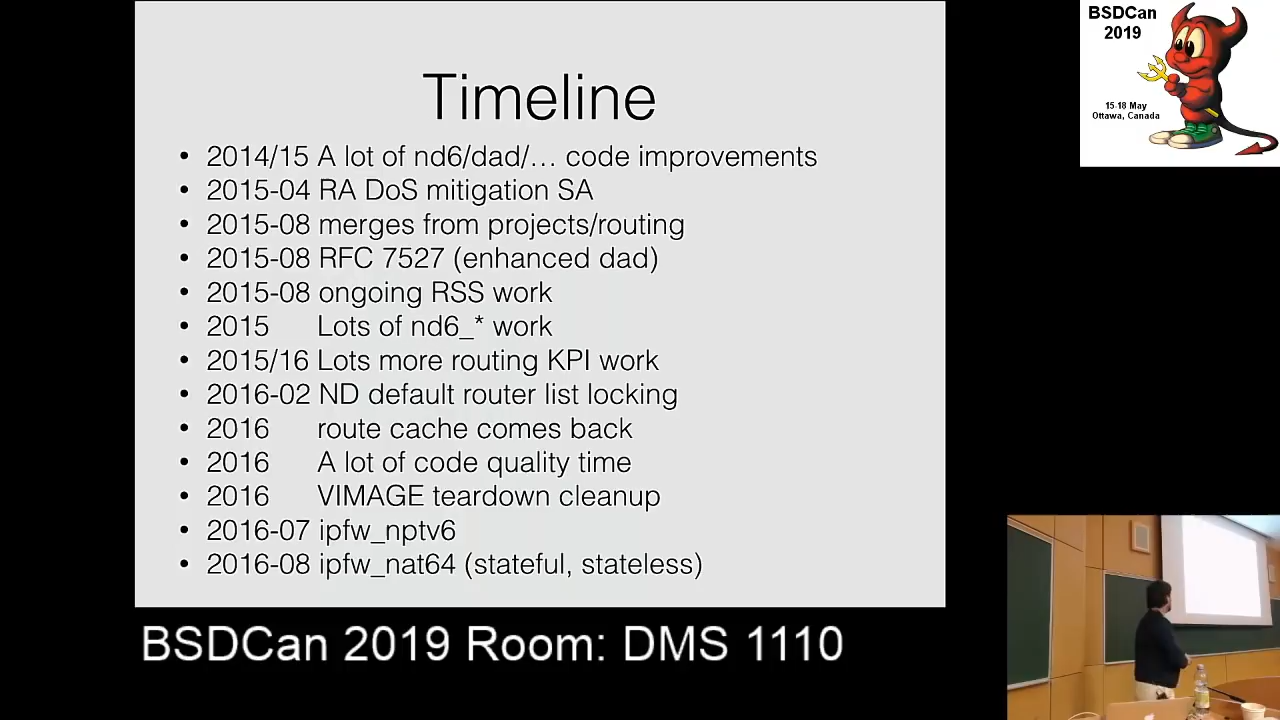 Timeline
• 2014/15 A lot of nd6/dad/… code improvements
• 2015-04 RA DoS mitigation SA
• 2015-08 merges from projects/routing
• 2015-08 RFC 7527 (enhanced dad)
• 2015-08 ongoing RSS work
• 2015 Lots of nd6_* work
• 2015/16 Lots more routing KPI work
• 2016-02 ND default router list locking
• 2016 route cache comes back
• 2016 A lot of code quality time
• 2016 VIMAGE teardown cleanup
• 2016-07 ipfw_nptv6
• 2016-08 ipfw_nat64 (stateful, stateless)
BSDCan 2019 Room: DMS 1110
BSDCan
2019
15-18 May
Ottawa, Canada